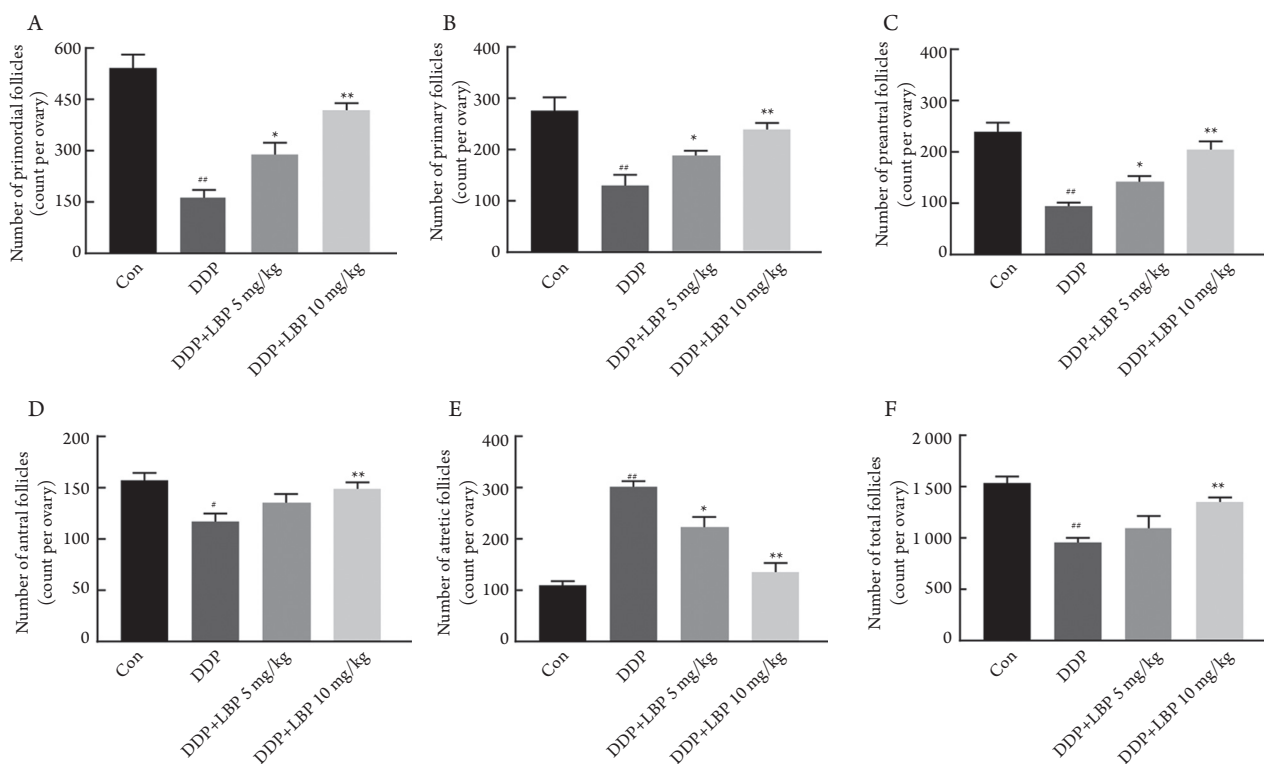 A
Number of primordial follicles
(count per ovary)
600
450
300
150
0
##
*
**
Con
DDP
DDP+LBP 5 mg/kg
DDP+LBP 10 mg/kg
B
Number of primary follicles
(count per ovary)
400
300
200
100
0
##
*
**
Con
DDP
DDP+LBP 5 mg/kg
DDP+LBP 10 mg/kg
C
Number of preantral follicles
(count per ovary)
400
300
200
100
0
##
*
**
Con
DDP
DDP+LBP 5 mg/kg
DDP+LBP 10 mg/kg
D
Number of antral follicles
(count per ovary)
200
150
100
50
0
#
**
Con
DDP
DDP+LBP 5 mg/kg
DDP+LBP 10 mg/kg
E
Number of atretic follicles
(count per ovary)
400
300
200
100
0
##
*
**
Con
DDP
DDP+LBP 5 mg/kg
DDP+LBP 10 mg/kg
F
Number of total follicles
(count per ovary)
2 000
1 500
1 000
500
0
##
**
Con
DDP
DDP+LBP 5 mg/kg
DDP+LBP 10 mg/kg